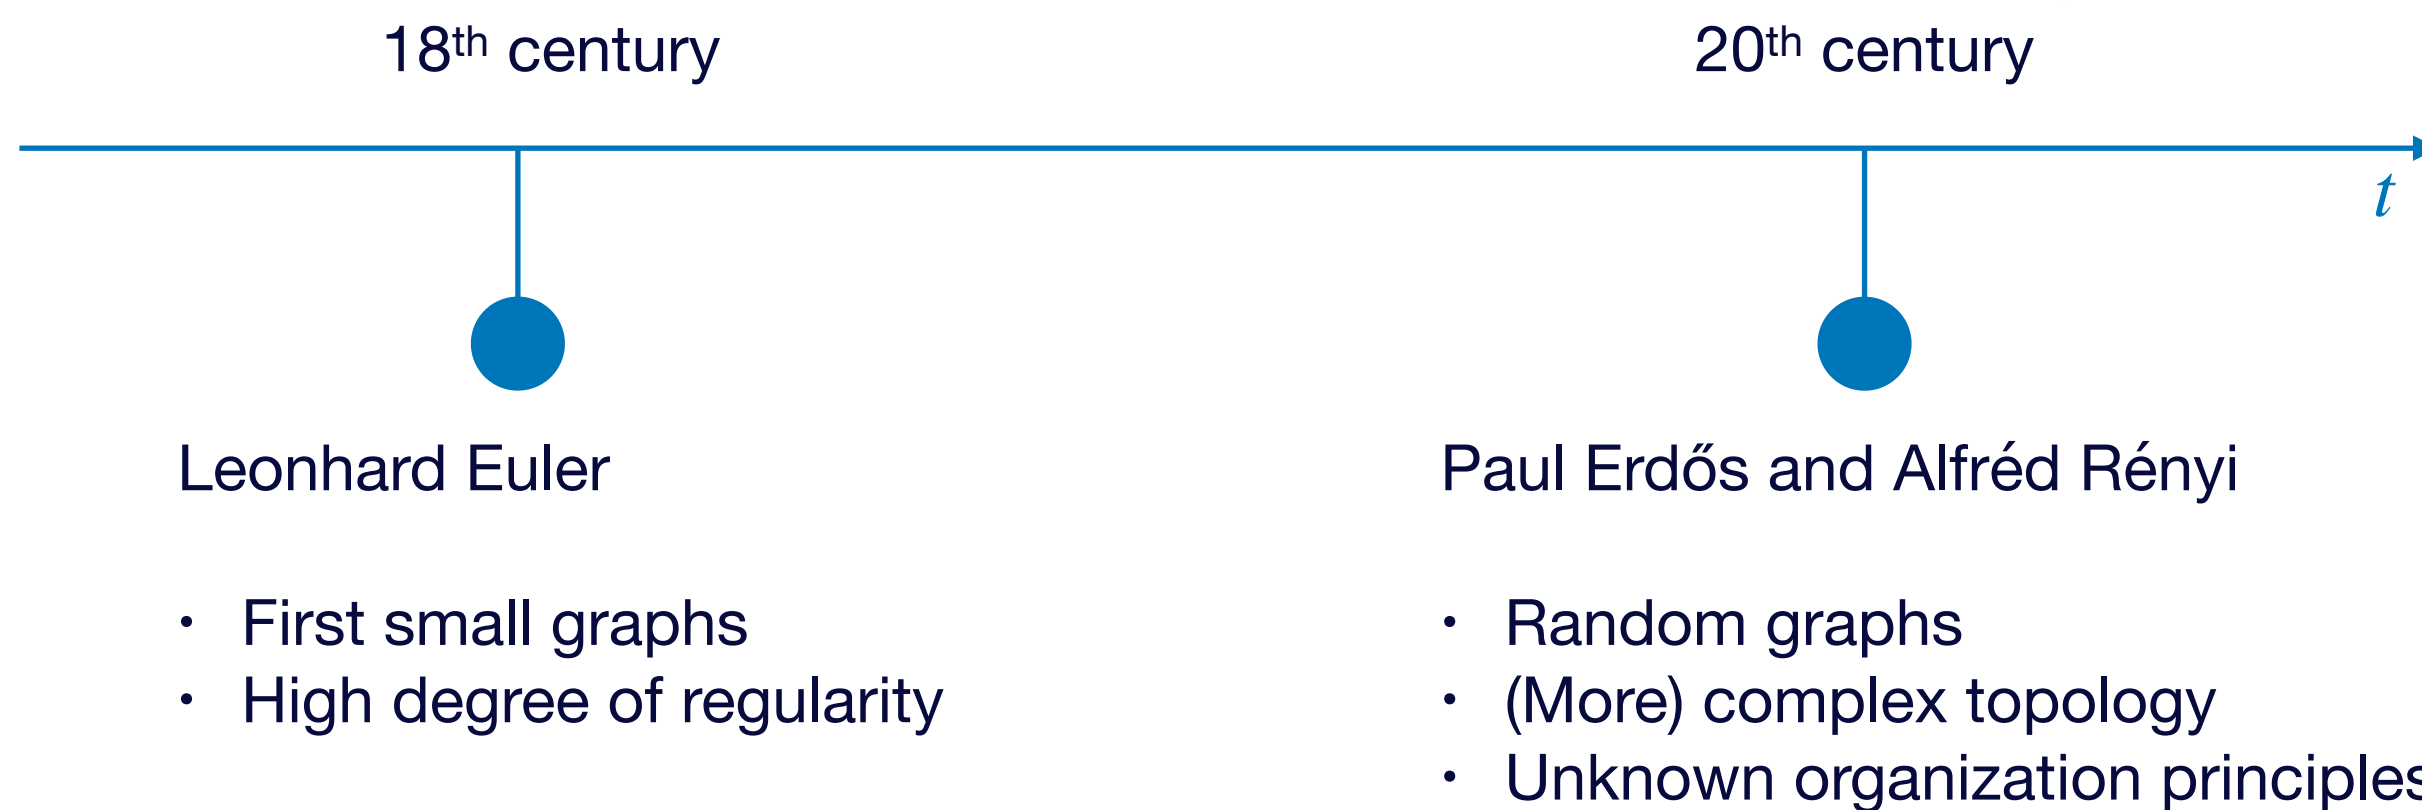 18th century
20th century
t
Leonhard Euler
Paul Erdős and Alfréd Rényi
• First small graphs
• High degree of regularity
• Random graphs
• (More) complex topology
• Unknown organization principles